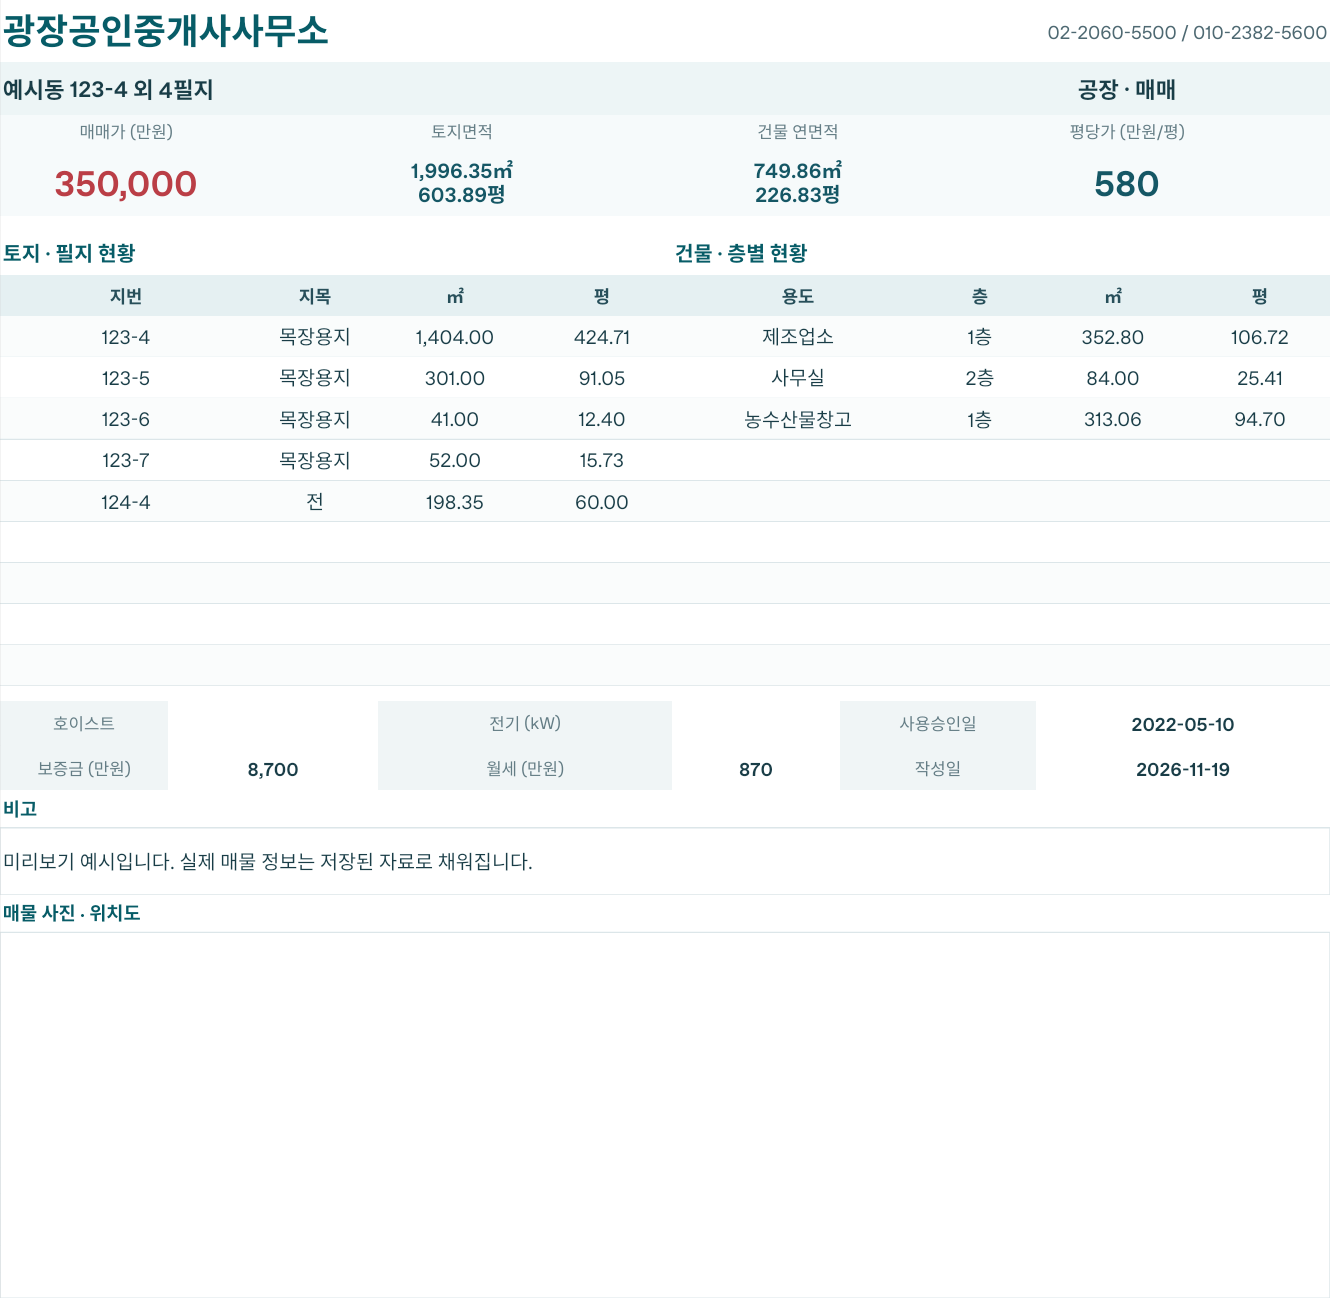 광장공인중개사사무소 02-2060-5500 / 010-2382-5600
예시동 123-4 외 4필지 공장 · 매매
매매가 (만원) 토지면적 건물 연면적 평당가 (만원/평)
350,000 1,996.35㎡ 603.89평 749.86㎡ 226.83평 580
토지 · 필지 현황 건물 · 층별 현황
지번 지목 ㎡ 평 용도 층 ㎡ 평
123-4 목장용지 1,404.00 424.71 제조업소 1층 352.80 106.72
123-5 목장용지 301.00 91.05 사무실 2층 84.00 25.41
123-6 목장용지 41.00 12.40 농수산물창고 1층 313.06 94.70
123-7 목장용지 52.00 15.73
124-4 전 198.35 60.00
호이스트 전기 (kW) 사용승인일 2022-05-10
보증금 (만원) 8,700 월세 (만원) 870 작성일 2026-11-19
비고
미리보기 예시입니다. 실제 매물 정보는 저장된 자료로 채워집니다.
매물 사진 · 위치도